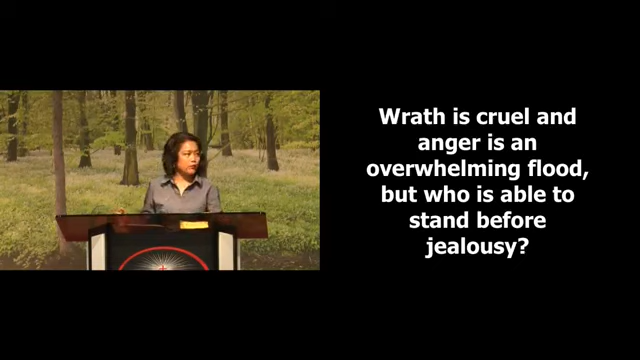 Wrath is cruel and
anger is an
overwhelming flood,
but who is able to
stand before
jealousy?